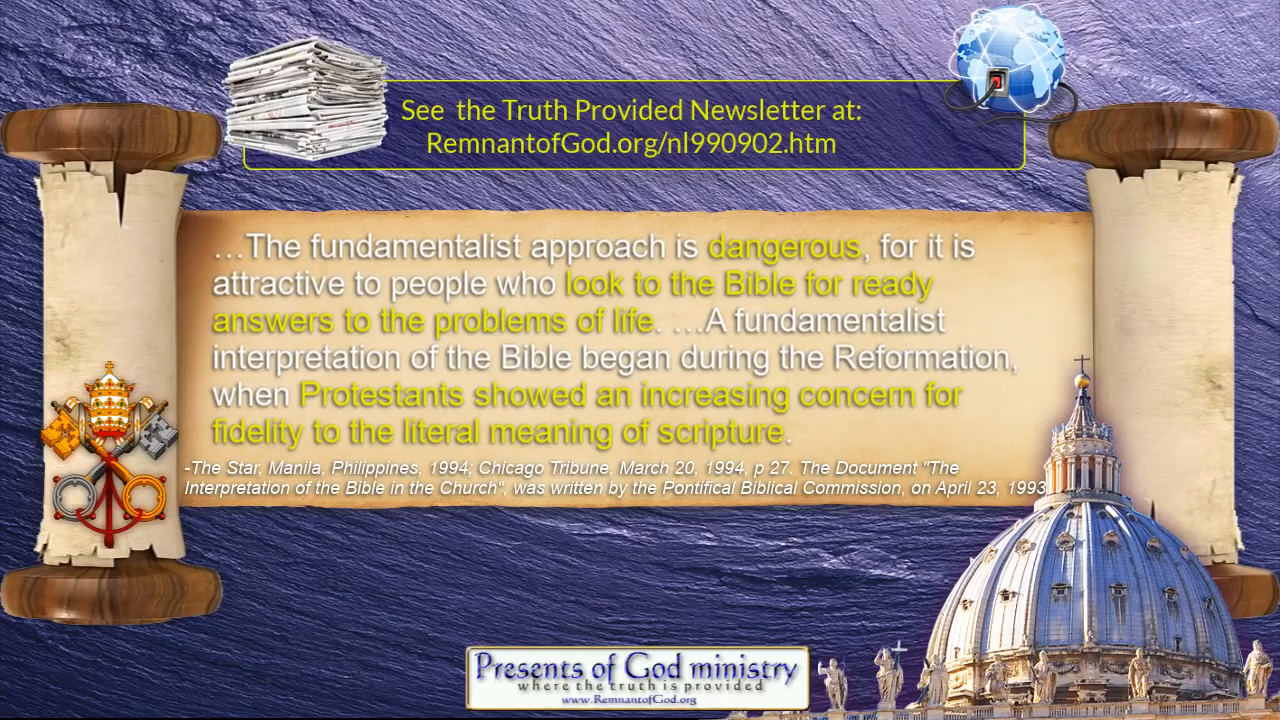 See the Truth Provided Newsletter at:
RemnantofGod.org/nl990902.htm
…The fundamentalist approach is dangerous, for it is
attractive to people who look to the Bible for ready
answers to the problems of life. …A fundamentalist
interpretation of the Bible began during the Reformation,
when Protestants showed an increasing concern for
fidelity to the literal meaning of scripture.
-The Star, Manila, Philippines, 1994; Chicago Tribune, March 20, 1994, p 27. The Document "The
Interpretation of the Bible in the Church", was written by the Pontifical Biblical Commission, on April 23, 1993
Presents of God ministry
where the truth is provided
www.RemnantofGod.org